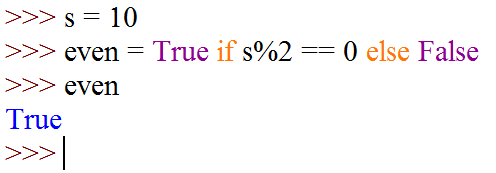 >>> s = 10
>>> even = True if s%2 == 0 else False
>>> even
True
>>>